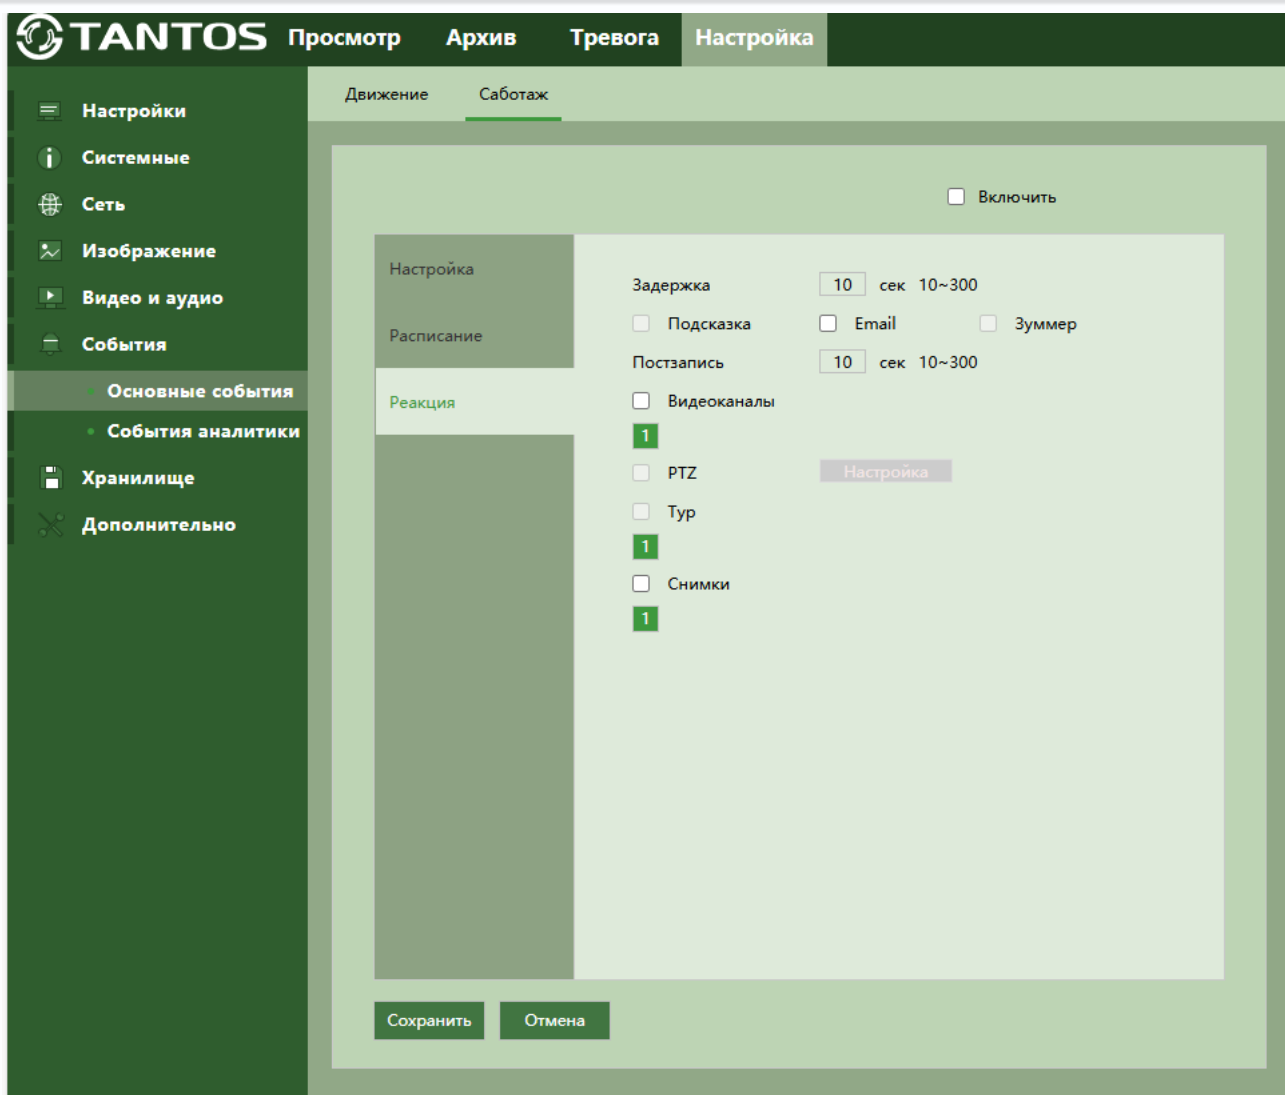 TANTOS Просмотр Архив Тревога Настройка
Движение Саботаж
Настройки
Системные
Сеть
Изображение
Видео и аудио
События
Основные события
События аналитики
Хранилище
Дополнительно
Включить
Настройка
Расписание
Реакция
Задержка 10 сек 10~300
Подсказка Email Зуммер
Постзапись 10 сек 10~300
Видеоканалы
1
PTZ Настройка
Тур
1
Снимки
1
Сохранить Отмена